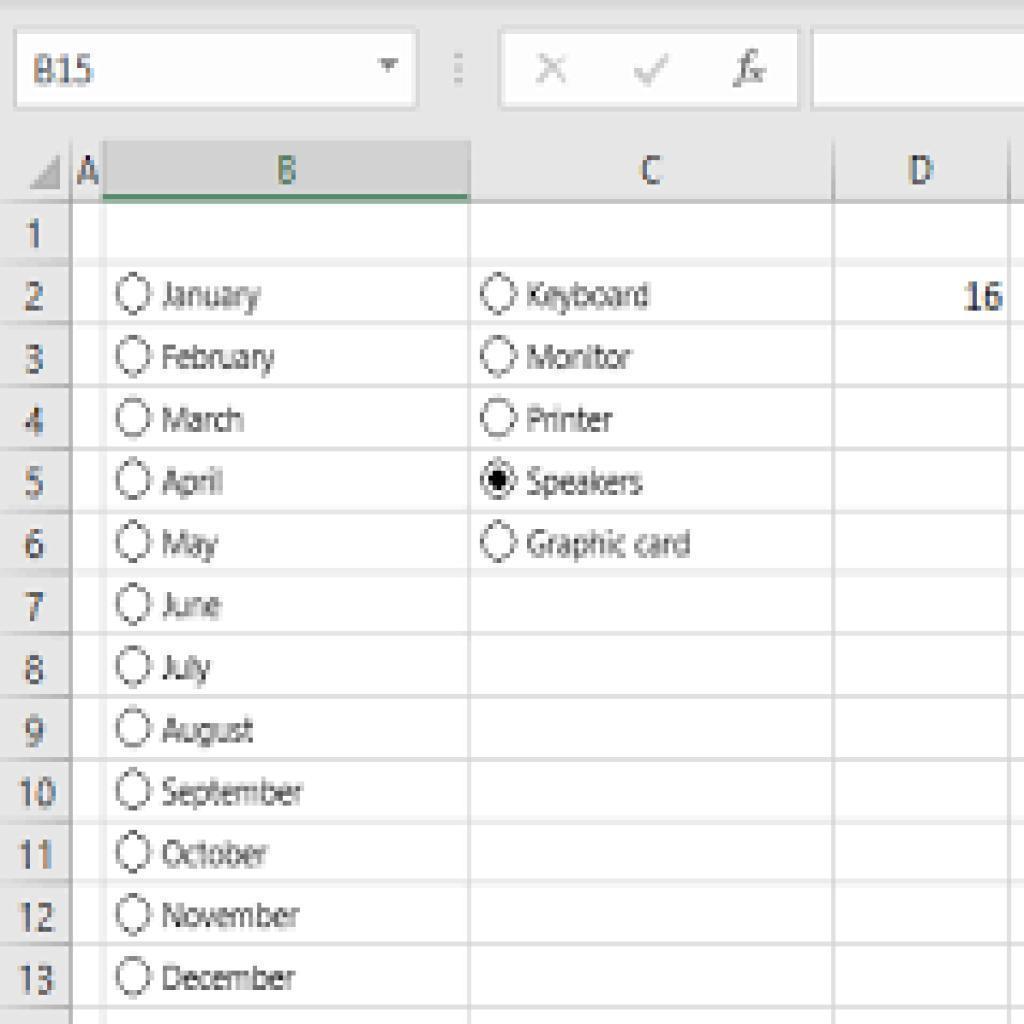 B15 fx
A B C D
1
2 January Keyboard 16
3 February Monitor
4 March Printer
5 April Speakers
6 May Graphic card
7 June
8 July
9 August
10 September
11 October
12 November
13 December